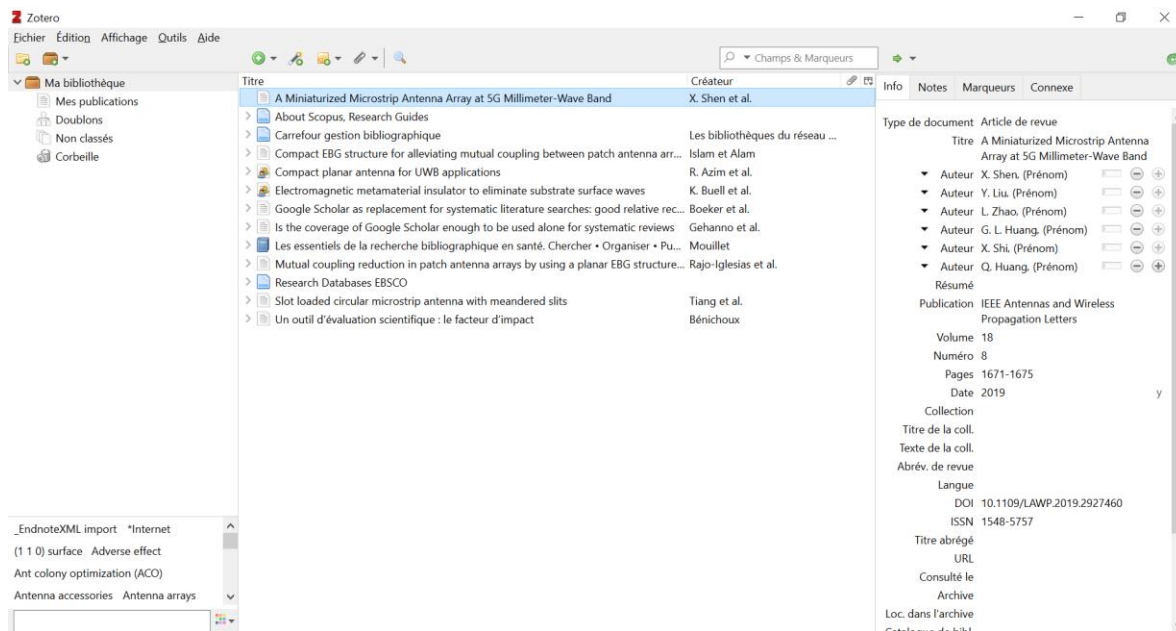 Zotero
Fichier Édition Affichage Outils Aide
Champs & Marqueurs
Ma bibliothèque
Mes publications
Doublons
Non classés
Corbeille
_EndnoteXML import *Internet
(1 1 0) surface Adverse effect
Ant colony optimization (ACO)
Antenna accessories Antenna arrays
Titre Créateur
A Miniaturized Microstrip Antenna Array at 5G Millimeter-Wave Band X. Shen et al.
About Scopus, Research Guides
Carrefour gestion bibliographique Les bibliothèques du réseau ...
Compact EBG structure for alleviating mutual coupling between patch antenna arr... Islam et Alam
Compact planar antenna for UWB applications R. Azim et al.
Electromagnetic metamaterial insulator to eliminate substrate surface waves K. Buell et al.
Google Scholar as replacement for systematic literature searches: good relative rec... Boeker et al.
Is the coverage of Google Scholar enough to be used alone for systematic reviews Gehanno et al.
Les essentiels de la recherche bibliographique en santé. Chercher • Organiser • Pu... Mouillet
Mutual coupling reduction in patch antenna arrays by using a planar EBG structure... Rajo-Iglesias et al.
Research Databases EBSCO
Slot loaded circular microstrip antenna with meandered slits Tiang et al.
Un outil d'évaluation scientifique : le facteur d'impact Bénichoux
Info Notes Marqueurs Connexe
Type de document Article de revue
Titre A Miniaturized Microstrip Antenna
Array at 5G Millimeter-Wave Band
Auteur X. Shen, (Prénom)
Auteur Y. Liu, (Prénom)
Auteur L. Zhao, (Prénom)
Auteur G. L. Huang, (Prénom)
Auteur X. Shi, (Prénom)
Auteur Q. Huang, (Prénom)
Résumé
Publication IEEE Antennas and Wireless
Propagation Letters
Volume 18
Numéro 8
Pages 1671-1675
Date 2019 y
Collection
Titre de la coll.
Texte de la coll.
Abrév. de revue
Langue
DOI 10.1109/LAWP.2019.2927460
ISSN 1548-5757
Titre abrégé
URL
Consulté le
Archive
Loc. dans l'archive